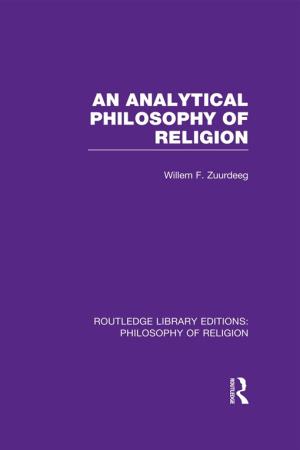 AN ANALYTICAL
PHILOSOPHY OF
RELIGION
Willem F. Zuurdeeg
ROUTLEDGE LIBRARY EDITIONS:
PHILOSOPHY OF RELIGION
ROUTLEDGE